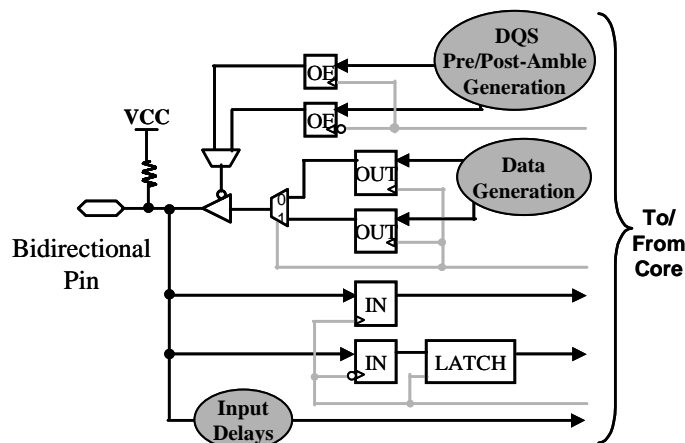 DQS
Pre/Post-Amble
Generation
OE
OE
VCC
OUT
OUT
Data
Generation
0
1
Bidirectional
Pin
To/
From
Core
IN
IN
LATCH
Input
Delays